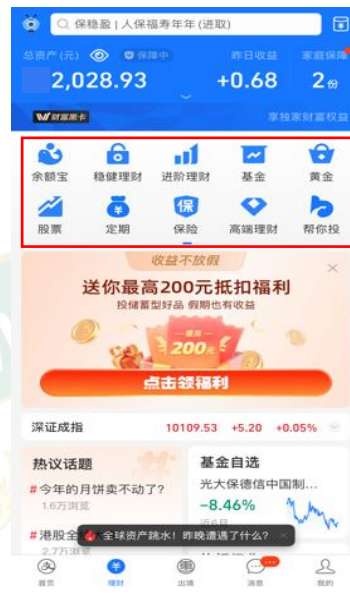 保稳盈 | 人保福寿年年(进取)
总资产(元) 保障中 昨日收益 家庭保障
2,028.93 +0.68 2份
财富黑卡 享独家财富权益
余额宝 稳健理财 进阶理财 基金 黄金
股票 定期 保险 高端理财 帮你投
保
收益不放假
送你最高200元抵扣福利
投储蓄型好品 假期也有收益
最高
200元
点击领福利
深证成指 10109.53 +5.20 +0.05%
热议话题
#今年的月饼卖不动了?
1.6万浏览
#港股全
2.7万浏览
基金自选
光大保德信中国制...
-8.46%
近6月
全球资产跳水!昨晚遭了什么?
首页 理财 出境 消息 我的